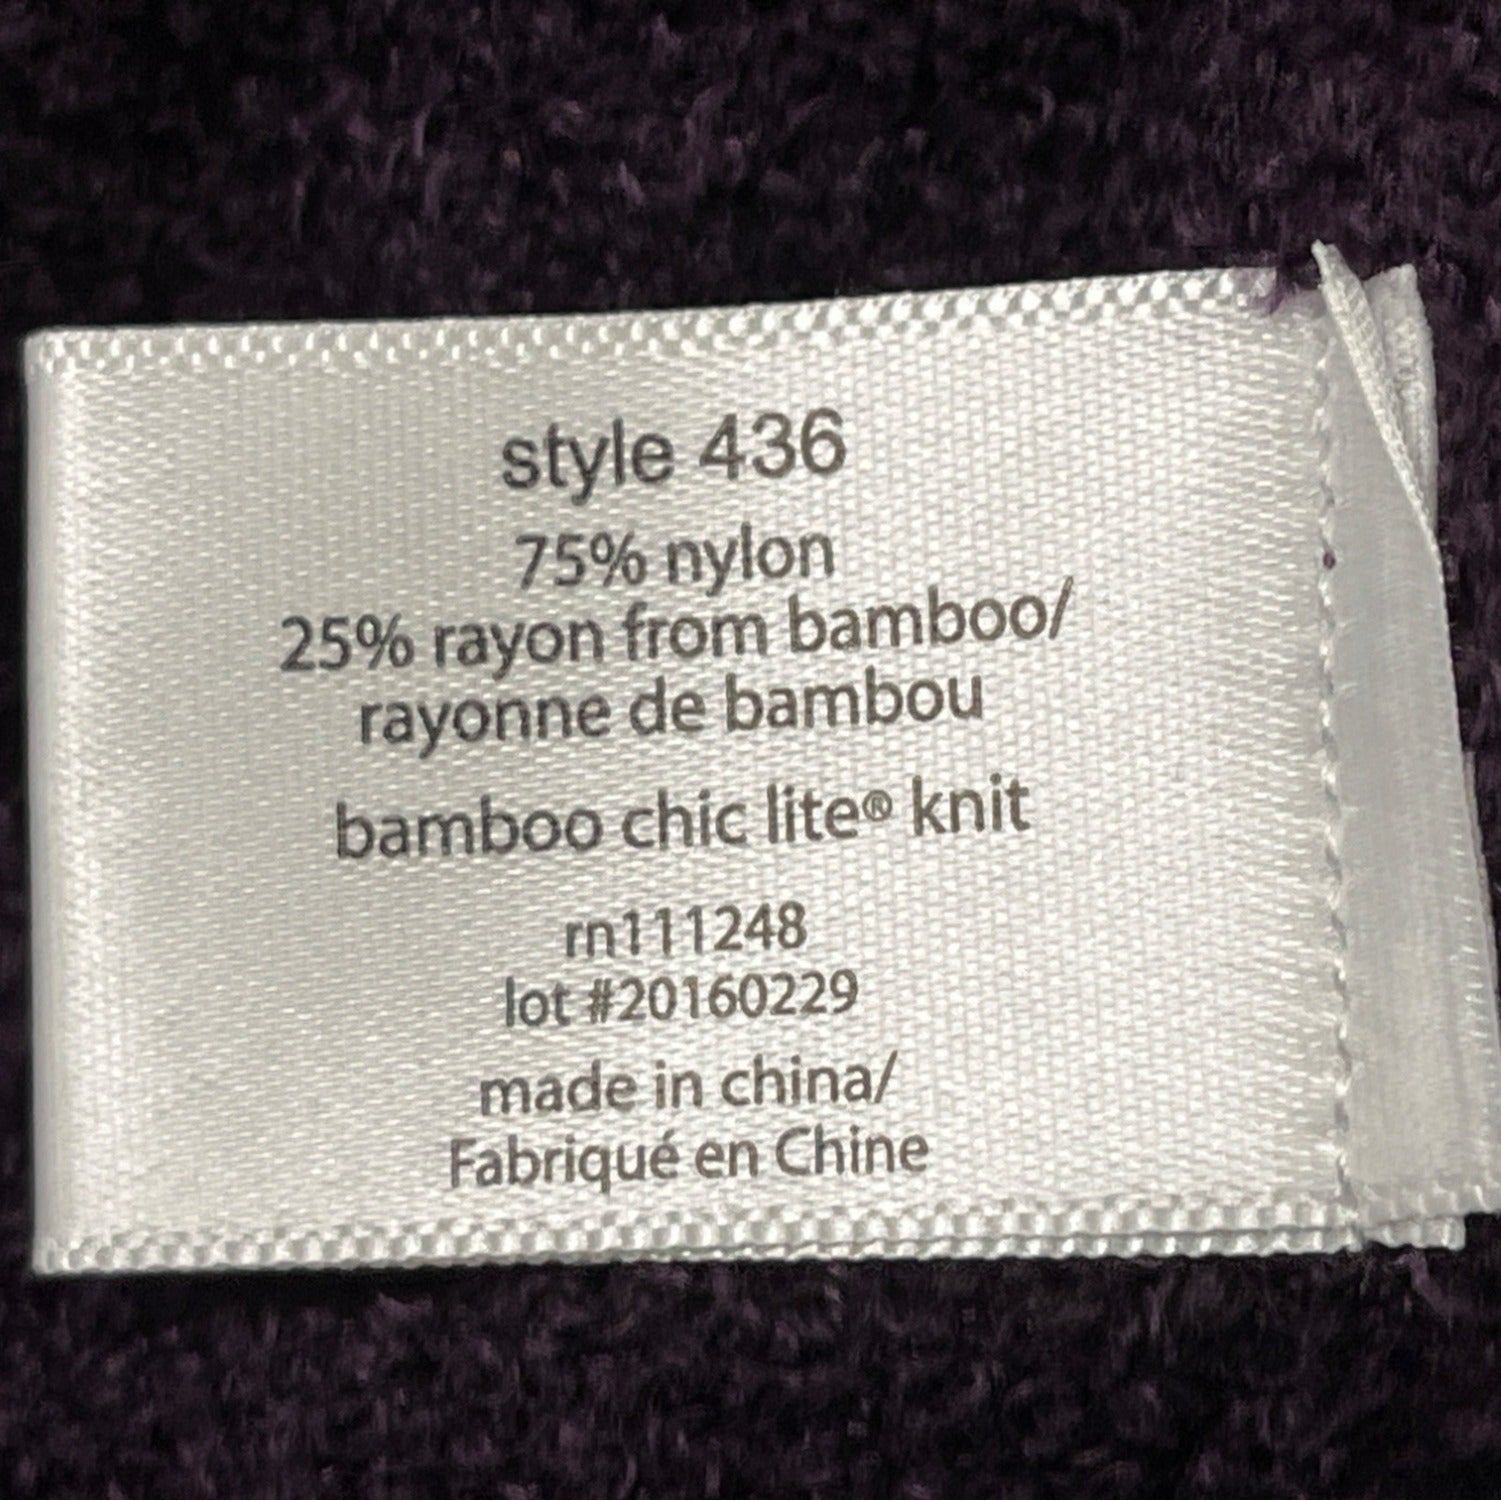 style 436
75% nylon
25% rayon from bamboo/
rayonne de bambou
bamboo chic lite® knit
rn111248
lot #20160229
made in china/
Fabriqué en Chine